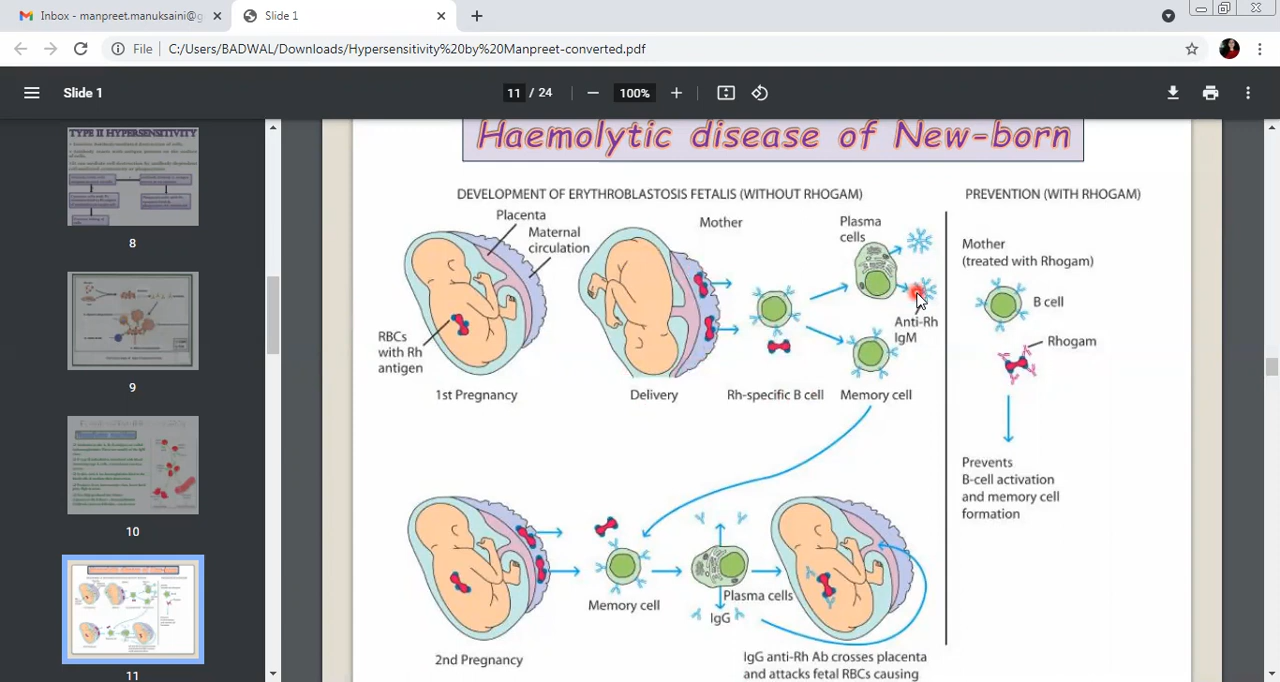 Inbox - manpreet.manuksaini@g
Slide 1
File
C:/Users/BADWAL/Downloads/Hypersensitivity%20by%20Manpreet-converted.pdf
Slide 1
11 / 24
100%
TYPE II HYPERSENSITIVITY
8
9
10
11
Haemolytic disease of New-born
DEVELOPMENT OF ERYTHROBLASTOSIS FETALIS (WITHOUT RHOGAM)
PREVENTION (WITH RHOGAM)
Placenta
Maternal
circulation
Mother
Plasma
cells
RBCs
with Rh
antigen
Anti-Rh
IgM
1st Pregnancy
Delivery
Rh-specific B cell
Memory cell
Mother
(treated with Rhogam)
B cell
Rhogam
Prevents
B-cell activation
and memory cell
formation
Memory cell
Plasma cells
IgG
2nd Pregnancy
IgG anti-Rh Ab crosses placenta
and attacks fetal RBCs causing